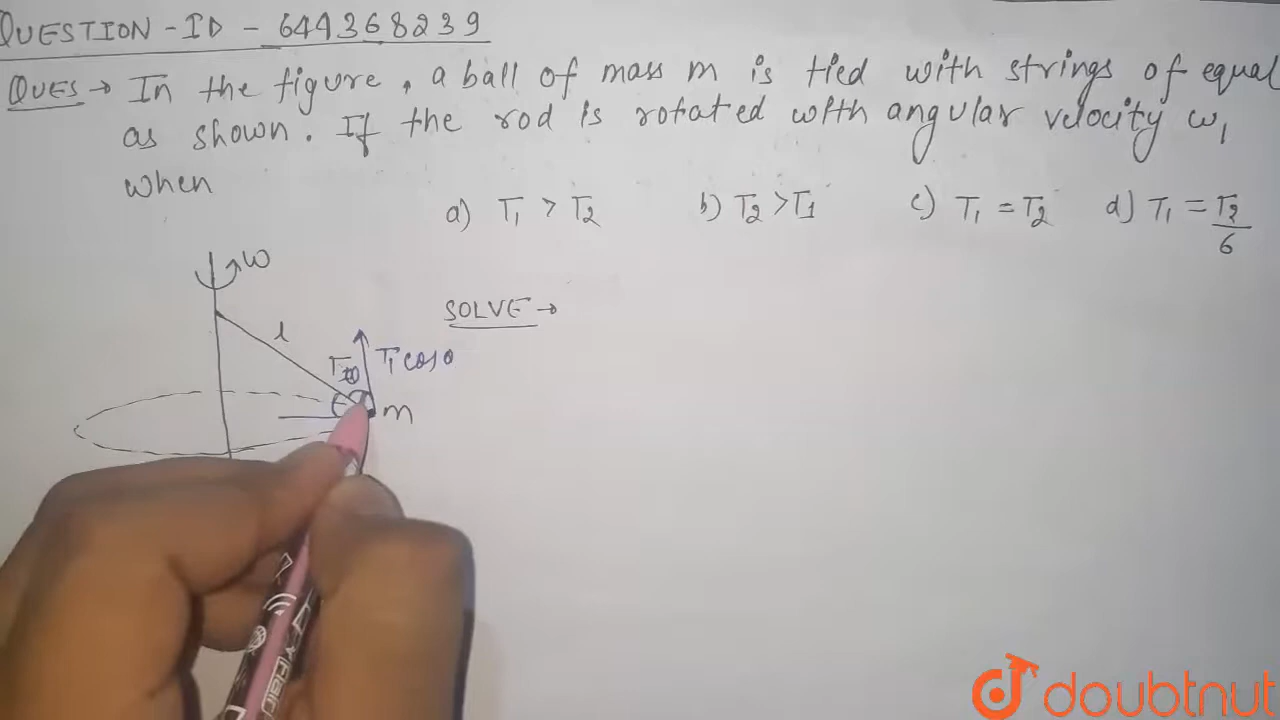 QUESTION-ID - 644368239
QUES → In the figure, a ball of mass m is tied with strings of equal
as shown. If the rod is rotated with angular velocity ω,
when
a) T1 > T2 b) T2 > T1 c) T1 = T2 d) T1 = T2/6
ω
SOLVE →
l
T1 cos θ
m
doubtnut